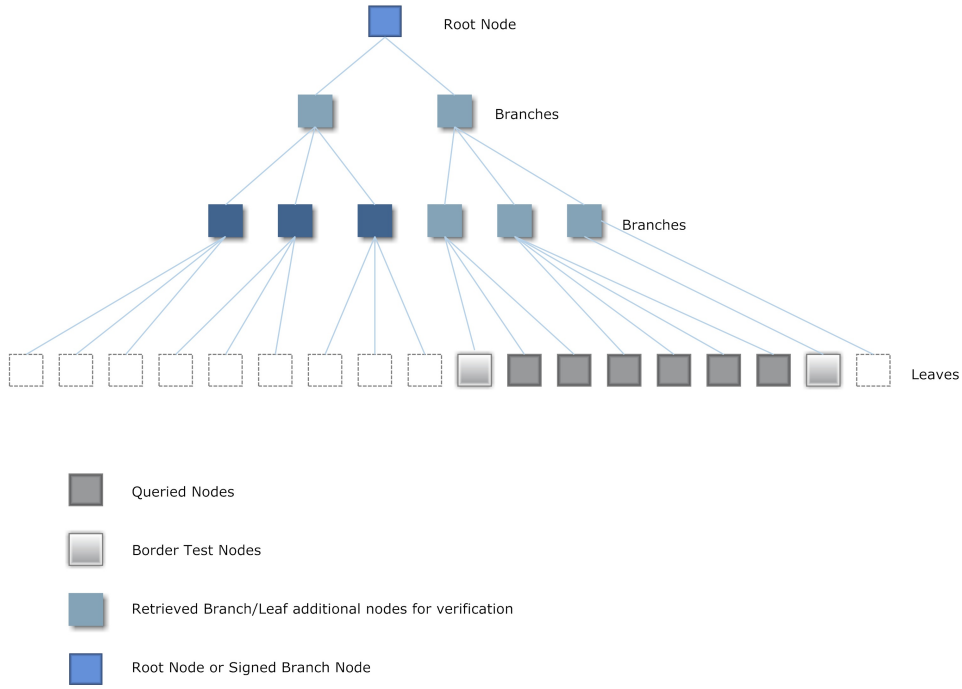 Root Node
Branches
Branches
Leaves
Queried Nodes
Border Test Nodes
Retrieved Branch/Leaf additional nodes for verification
Root Node or Signed Branch Node